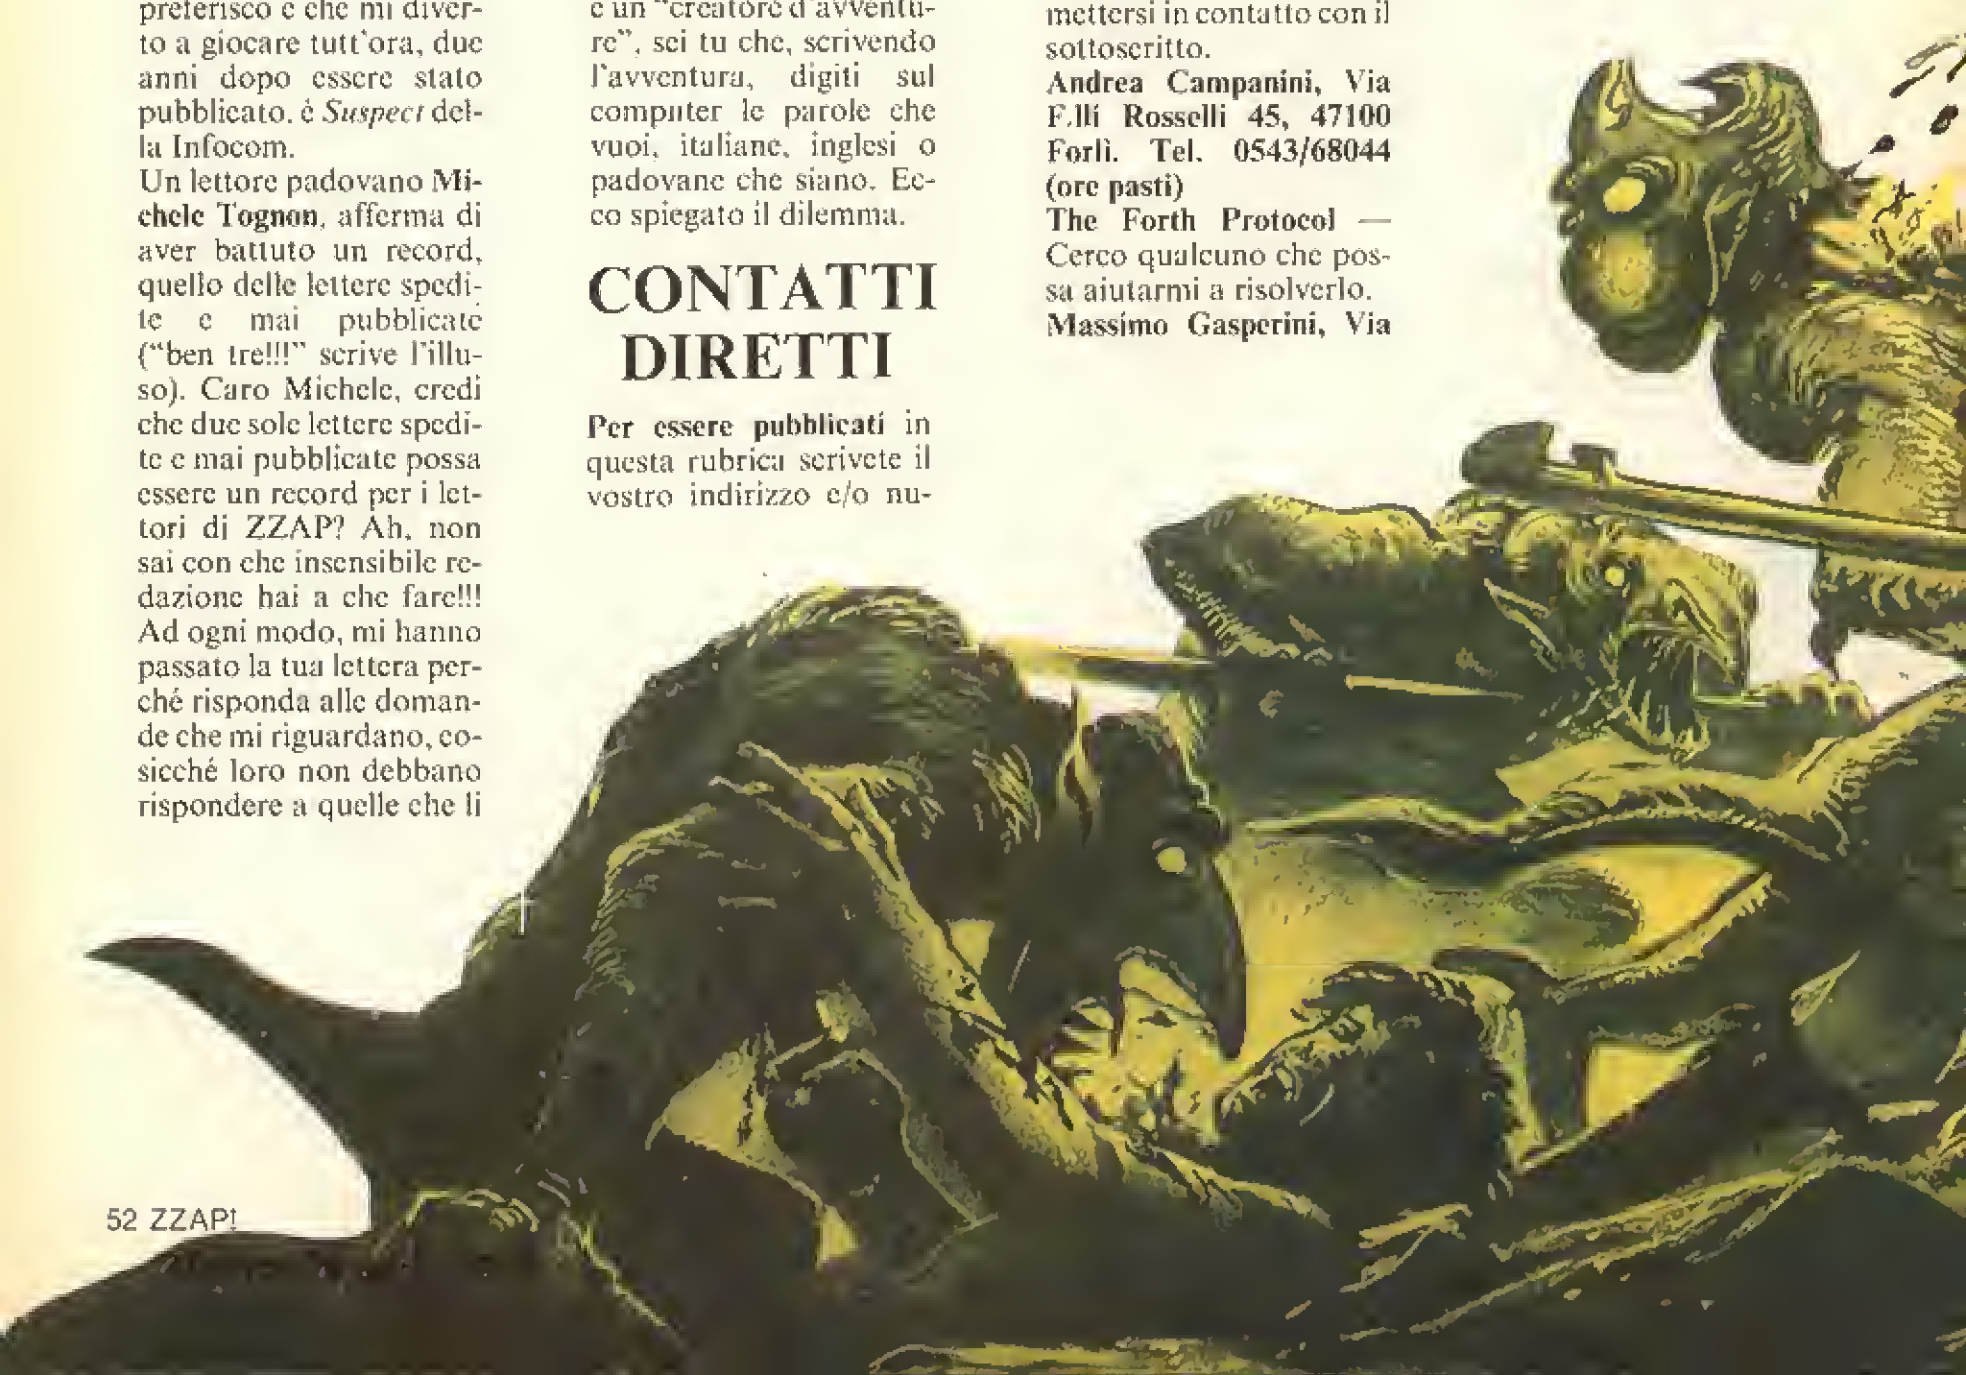 preferisco e che mi diver-
to a giocare tutt'ora, due
anni dopo essere stato
pubblicato, è Suspect del-
la Infocom.
Un lettore padovano Mi-
chele Tognon, afferma di
aver battuto un record,
quello delle lettere spedi-
te e mai pubblicate
("ben tre!!!" scrive l'illu-
so). Caro Michele, credi
che due sole lettere spedi-
te e mai pubblicate possa
essere un record per i let-
tori di ZZAP? Ah, non
sai con che insensibile re-
dazione hai a che fare!!!
Ad ogni modo, mi hanno
passato la tua lettera per-
ché risponda alle doman-
de che mi riguardano, co-
sicché loro non debbano
rispondere a quelle che li
è un "creatore d'avventu-
re", sei tu che, scrivendo
l'avventura, digiti sul
computer le parole che
vuoi, italiane, inglesi o
padovane che siano. Ec-
co spiegato il dilemma.
CONTATTI
DIRETTI
Per essere pubblicati in
questa rubrica scrivete il
vostro indirizzo e/o nu-
mettersi in contatto con il
sottoscritto.
Andrea Campanini, Via
F.lli Rosselli 45, 47100
Forlì. Tel. 0543/68044
(ore pasti)
The Forth Protocol —
Cerco qualcuno che pos-
sa aiutarmi a risolverlo.
Massimo Gasperini, Via
52 ZZAP!